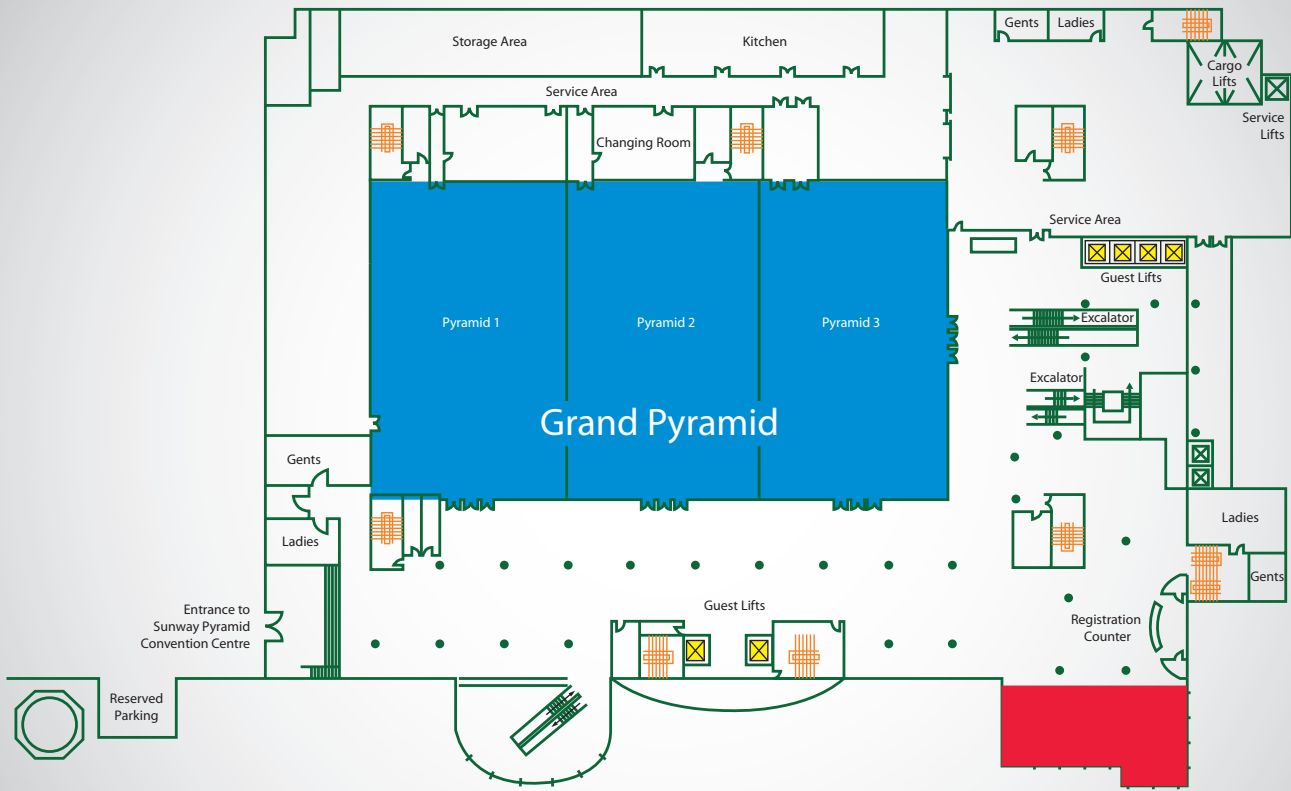 Storage Area
Kitchen
Gents
Ladies
Cargo
Lifts
Service
Lifts
Service Area
Changing Room
Service Area
Guest Lifts
Pyramid 1
Pyramid 2
Pyramid 3
Excalator
Excalator
Grand Pyramid
Gents
Ladies
Ladies
Gents
Entrance to
Sunway Pyramid
Convention Centre
Guest Lifts
Registration
Counter
Reserved
Parking